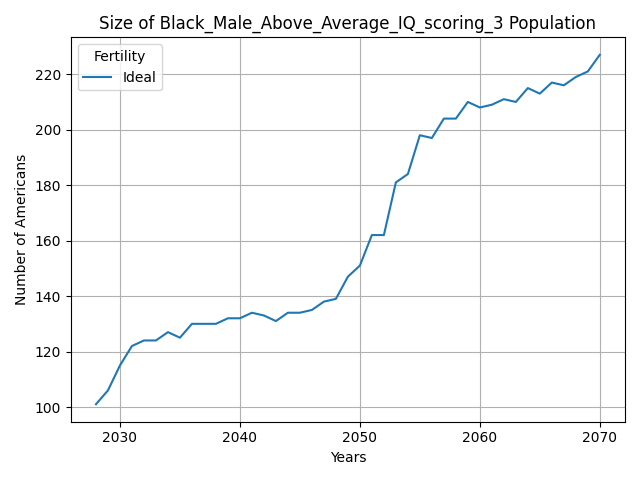 Size of Black_Male_Above_Average_IQ_scoring_3 Population
Fertility
Ideal
Number of Americans
220
200
180
160
140
120
100
2030 2040 2050 2060 2070
Years